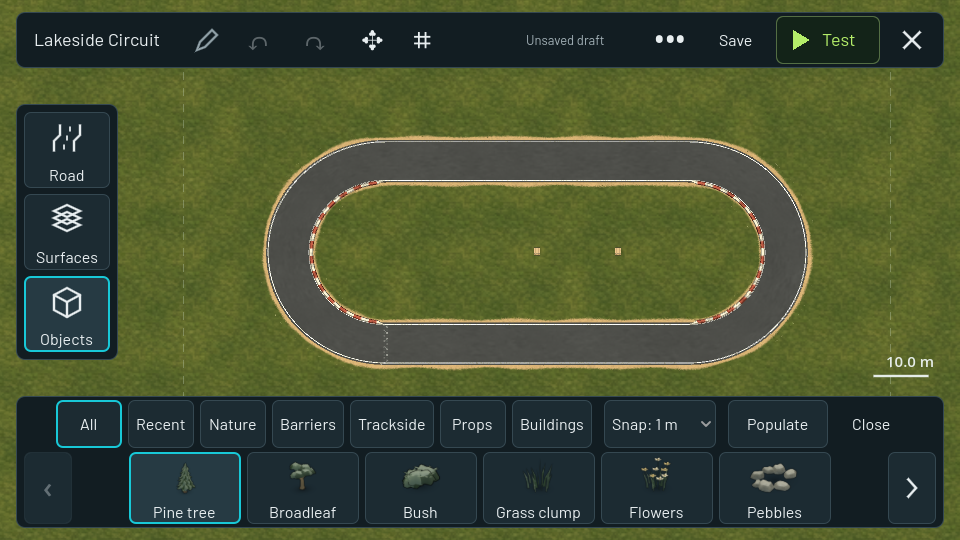 Lakeside Circuit
Unsaved draft
Save
Test
Road
Surfaces
Objects
10.0 m
All
Recent
Nature
Barriers
Trackside
Props
Buildings
Snap: 1 m
Populate
Close
Pine tree
Broadleaf
Bush
Grass clump
Flowers
Pebbles